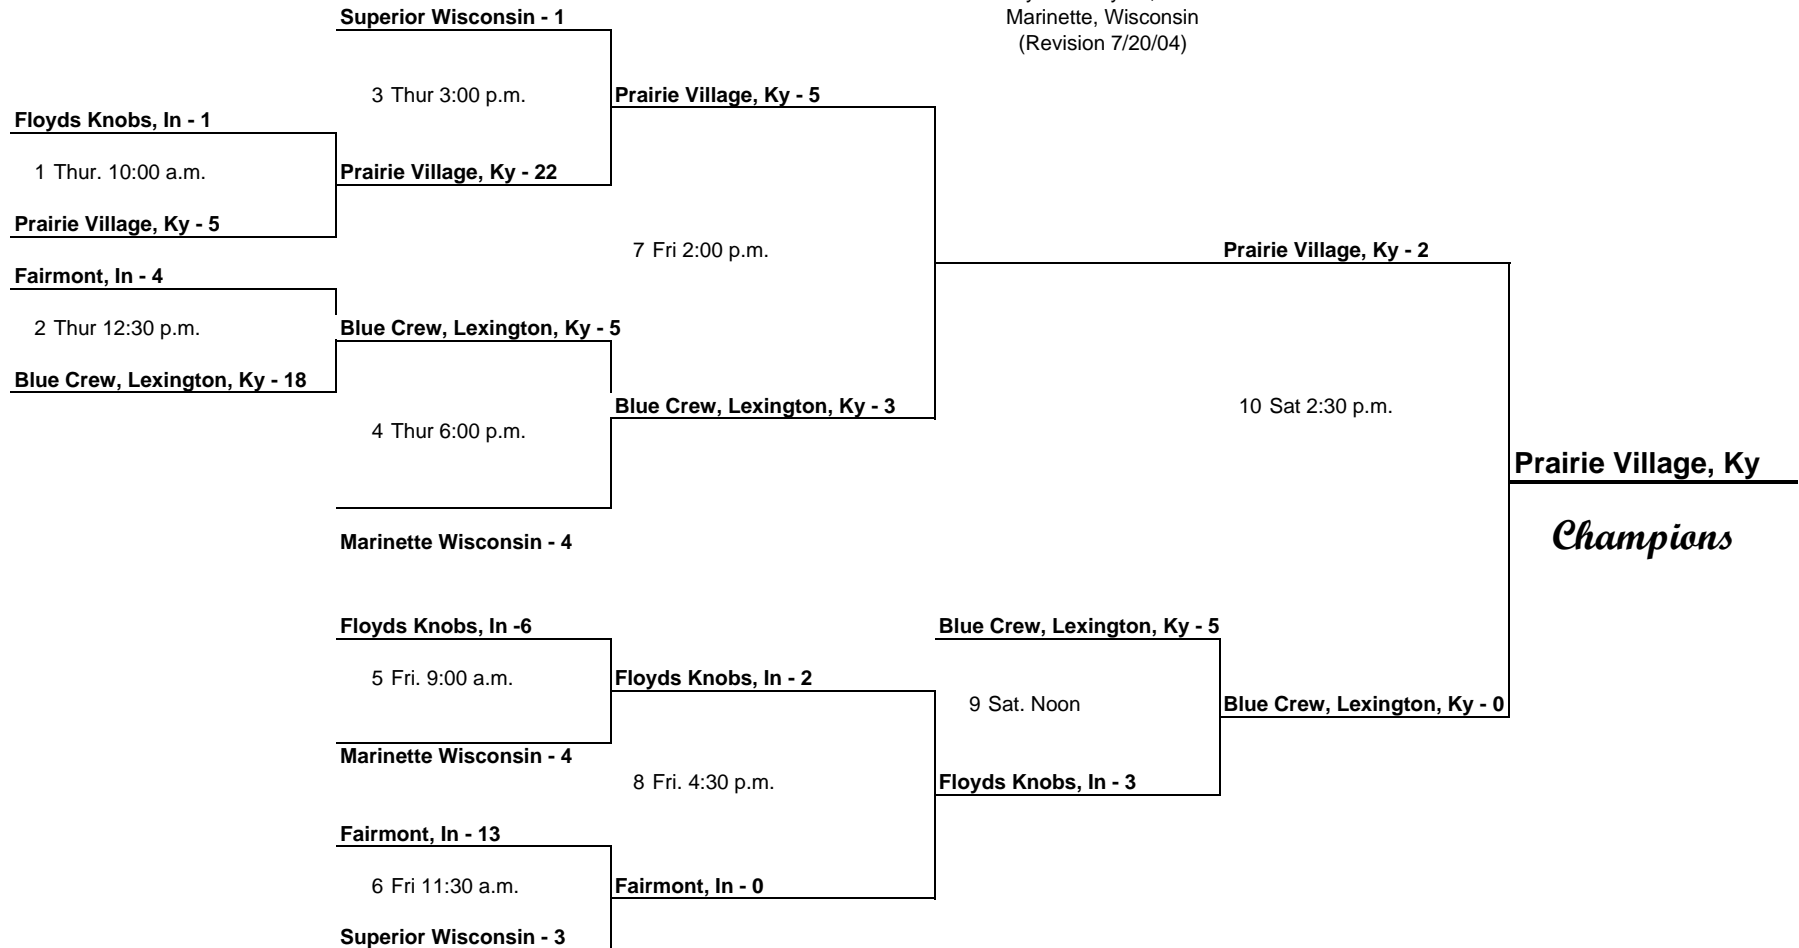 Superior Wisconsin - 1
Marinette, Wisconsin
(Revision 7/20/04)
3 Thur 3:00 p.m.
Prairie Village, Ky - 5
Floyds Knobs, In - 1
1 Thur. 10:00 a.m.
Prairie Village, Ky - 22
Prairie Village, Ky - 5
7 Fri 2:00 p.m.
Prairie Village, Ky - 2
Fairmont, In - 4
2 Thur 12:30 p.m.
Blue Crew, Lexington, Ky - 5
Blue Crew, Lexington, Ky - 18
Blue Crew, Lexington, Ky - 3
10 Sat 2:30 p.m.
4 Thur 6:00 p.m.
Prairie Village, Ky
Champions
Marinette Wisconsin - 4
Floyds Knobs, In -6
Blue Crew, Lexington, Ky - 5
5 Fri. 9:00 a.m.
Floyds Knobs, In - 2
9 Sat. Noon
Blue Crew, Lexington, Ky - 0
Marinette Wisconsin - 4
8 Fri. 4:30 p.m.
Floyds Knobs, In - 3
Fairmont, In - 13
6 Fri 11:30 a.m.
Fairmont, In - 0
Superior Wisconsin - 3